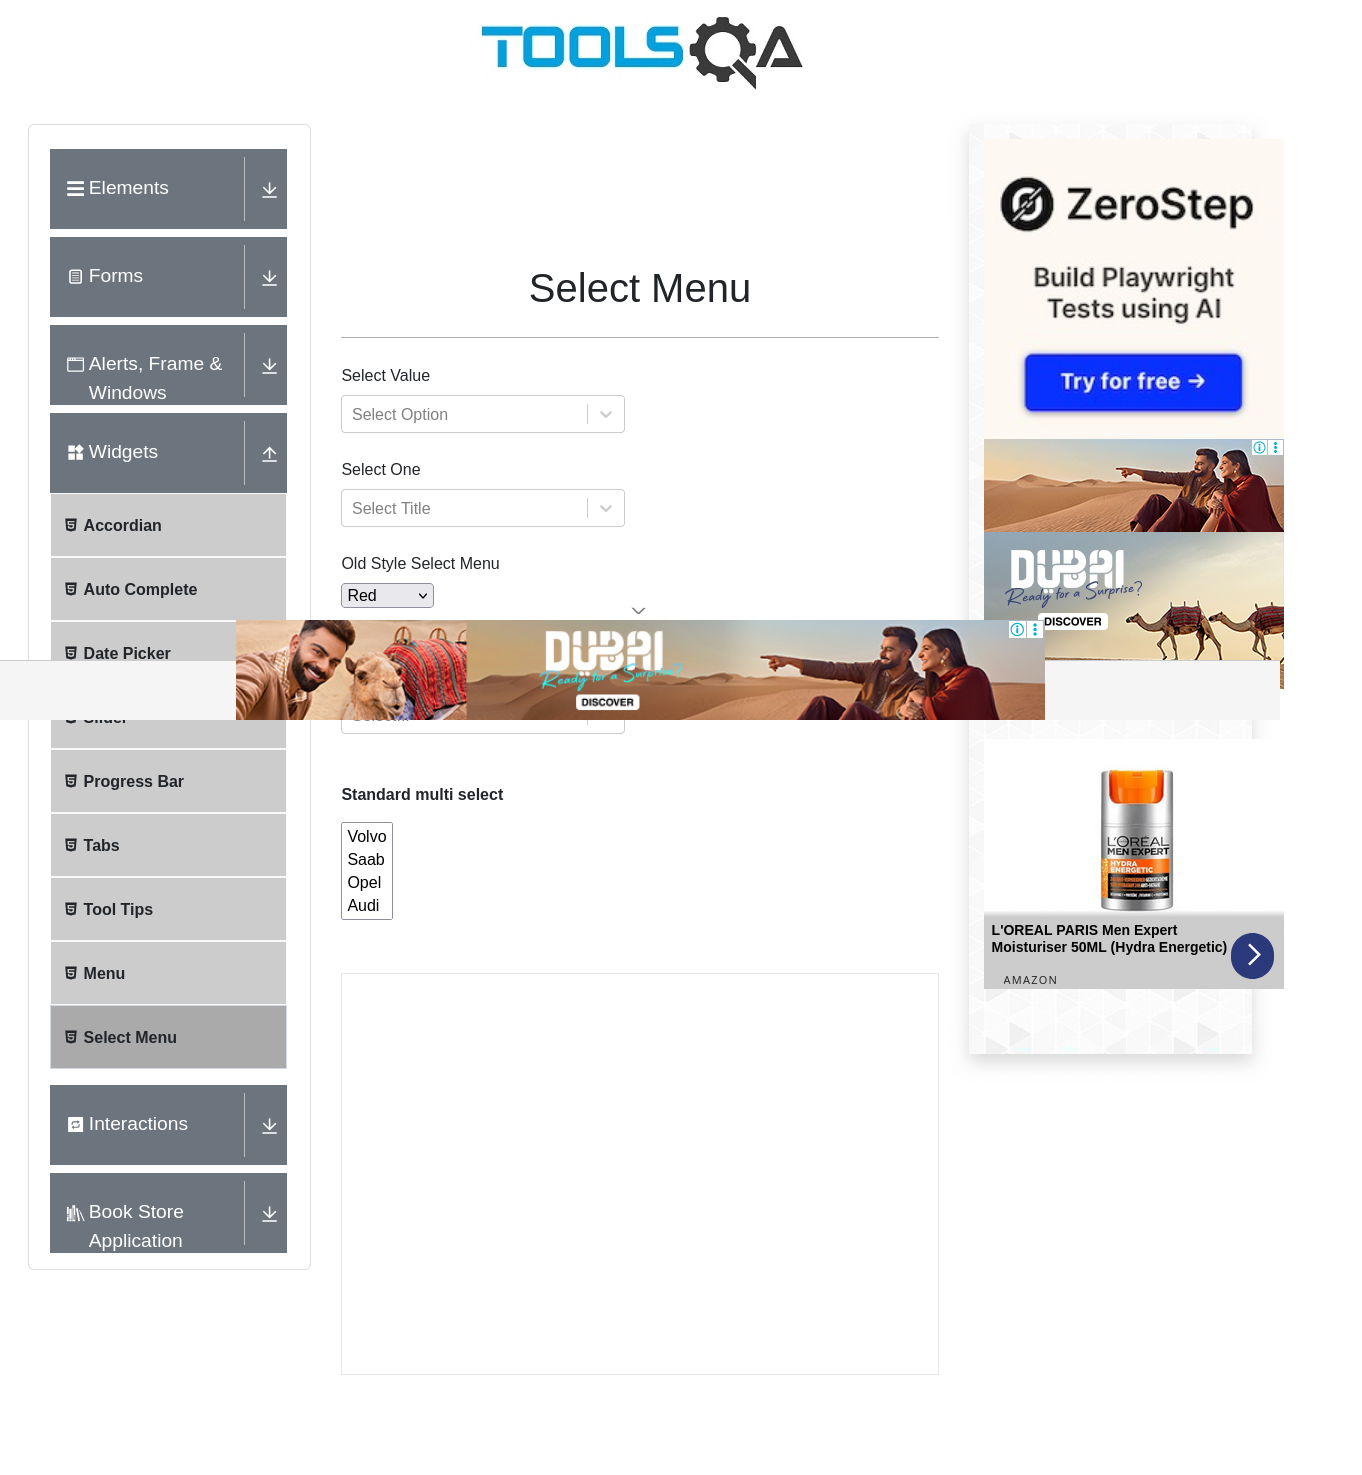 TOOLSQA
Elements
Forms
Alerts, Frame &
Windows
Widgets
Accordian
Auto Complete
Date Picker
Slider
Progress Bar
Tabs
Tool Tips
Menu
Select Menu
Interactions
Book Store
Application
Select Menu
Select Value
Select Option
Select One
Select Title
Old Style Select Menu
Red
DUBAI
Ready for a Surprise?
DISCOVER
Standard multi select
Volvo
Saab
Opel
Audi
ZeroStep
Build Playwright
Tests using AI
Try for free →
DUBAI
Ready for a Surprise?
DISCOVER
L'ORÉAL
MEN EXPERT
HYDRA
ENERGETIC
L'OREAL PARIS Men Expert
Moisturiser 50ML (Hydra Energetic)
AMAZON